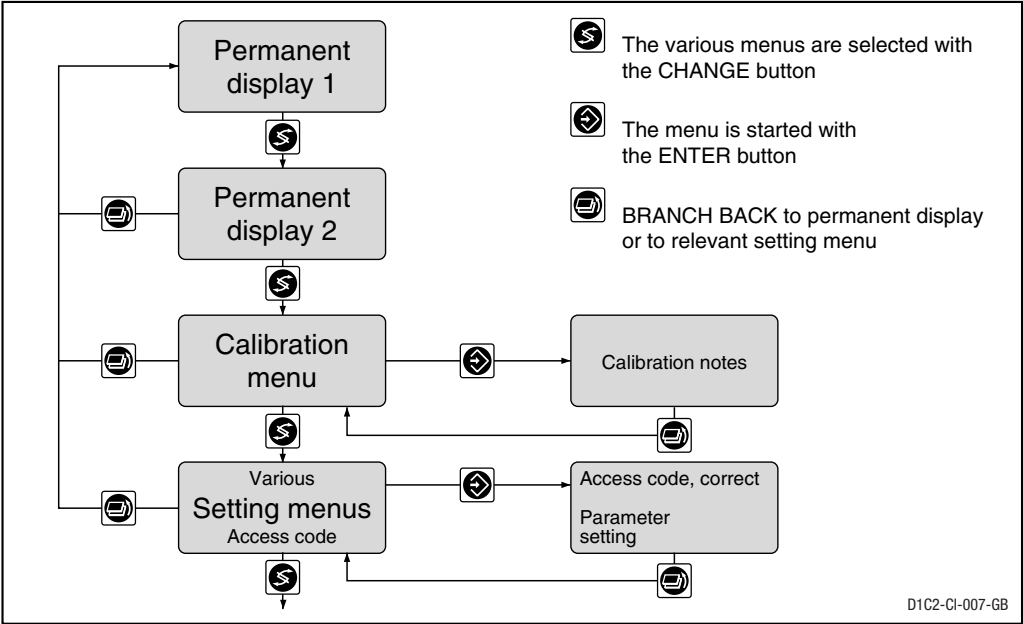 Permanent
display 1
The various menus are selected with
the CHANGE button
The menu is started with
the ENTER button
Permanent
display 2
BRANCH BACK to permanent display
or to relevant setting menu
Calibration
menu
Calibration notes
Various
Setting menus
Access code
Access code, correct
Parameter
setting
D1C2-CI-007-GB